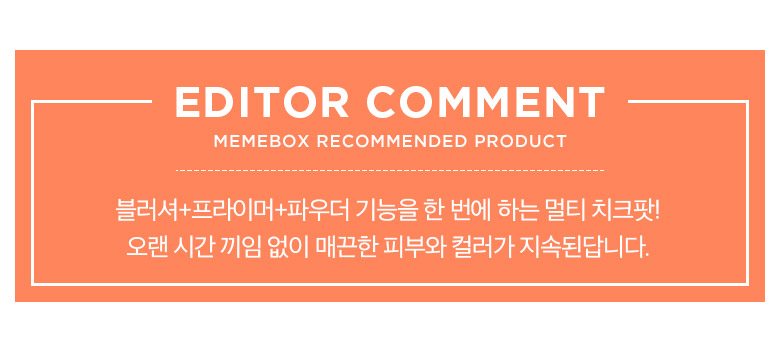 EDITOR COMMENT
MEMEBOX RECOMMENDED PRODUCT
블러셔+프라이머+파우더 기능을 한 번에 하는 멀티 치크팟!
오랜 시간 끼임 없이 매끈한 피부와 컬러가 지속된답니다.